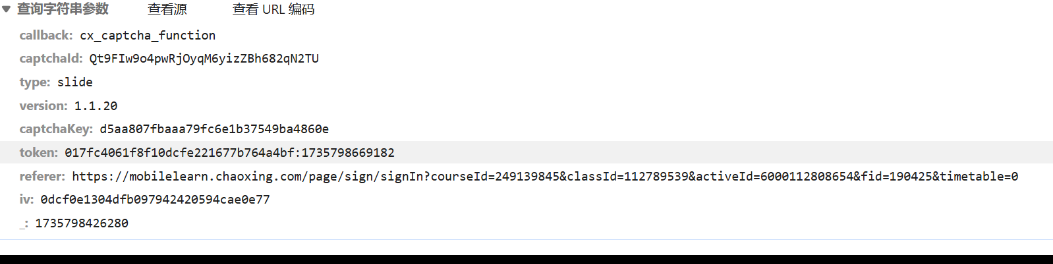 查询字符串参数 查看源 查看 URL 编码
callback: cx_captcha_function
captchaId: Qt9FIw9o4pwRjOyqM6yizZBh682qN2TU
type: slide
version: 1.1.20
captchaKey: d5aa807fbaaa79fc6e1b37549ba4860e
token: 017fc4061f8f10dcfe221677b764a4bf:1735798669182
referer: https://mobilelearn.chaoxing.com/page/sign/signIn?courseId=249139845&classId=112789539&activeId=6000112808654&fid=190425&timetable=0
iv: 0dcf0e1304dfb097942420594cae0e77
_: 1735798426280